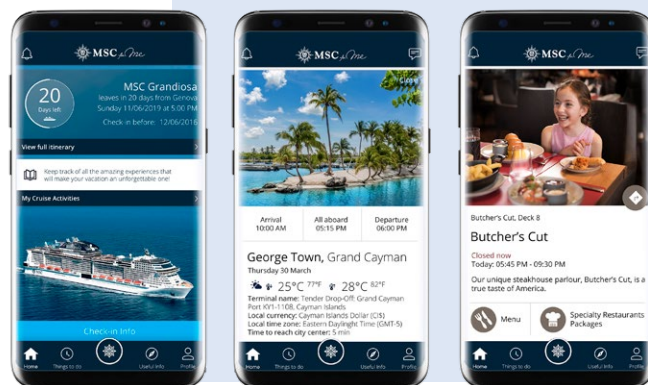 MSC for Me
20
Days left
MSC Grandiosa
leaves in 20 days from Genova
Sunday 11/06/2019 at 5:00 PM
Check-in before: 12/06/2016
View full itinerary
Keep track of all the amazing experiences that
will make your vacation an unforgettable one!
My Cruise Activities
Check-in Info
Home
Things to do
Useful Info
Profile
MSC for Me
Close
Arrival
10:00 AM
All aboard
05:15 PM
Departure
06:00 PM
George Town, Grand Cayman
Thursday 30 March
25°C 77°F 28°C 82°F
Terminal name: Tender Drop-Off: Grand Cayman
Port KY1-1108, Cayman Islands
Local currency: Cayman Islands Dollar (CI$)
Local time zone: Eastern Daylinght Time (GMT-5)
Time to reach city center: 5 min
Home
Things to do
Useful Info
Profile
MSC for Me
Butcher's Cut, Deck 8
Butcher's Cut
Closed now
Today: 05:45 PM - 09:30 PM
Our unique steakhouse parlour, Butcher's Cut, is a
true taste of America.
Menu
Specialty Restaurants
Packages
Home
Things to do
Useful Info
Profile